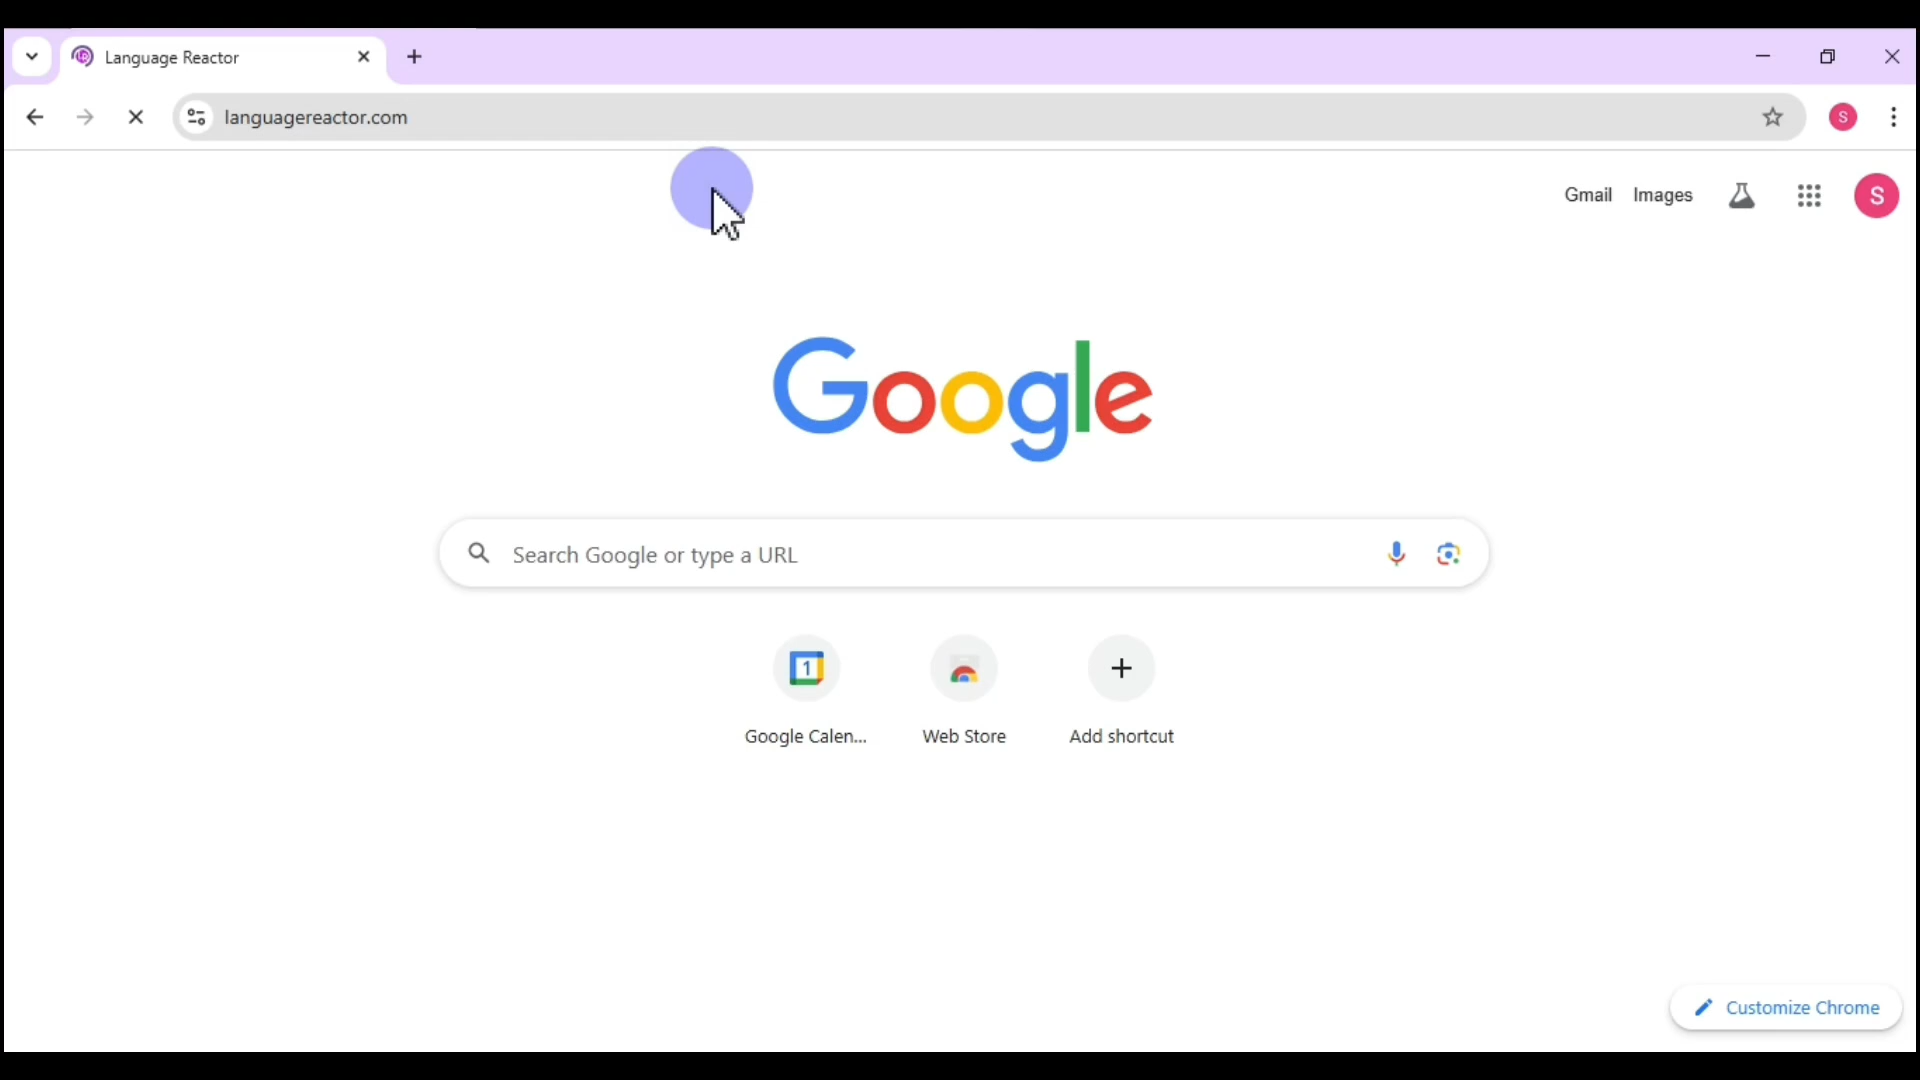 Language Reactor
languagereactor.com
S
Gmail Images
S
Google
Search Google or type a URL
1
Google Calen...
Web Store
Add shortcut
Customize Chrome